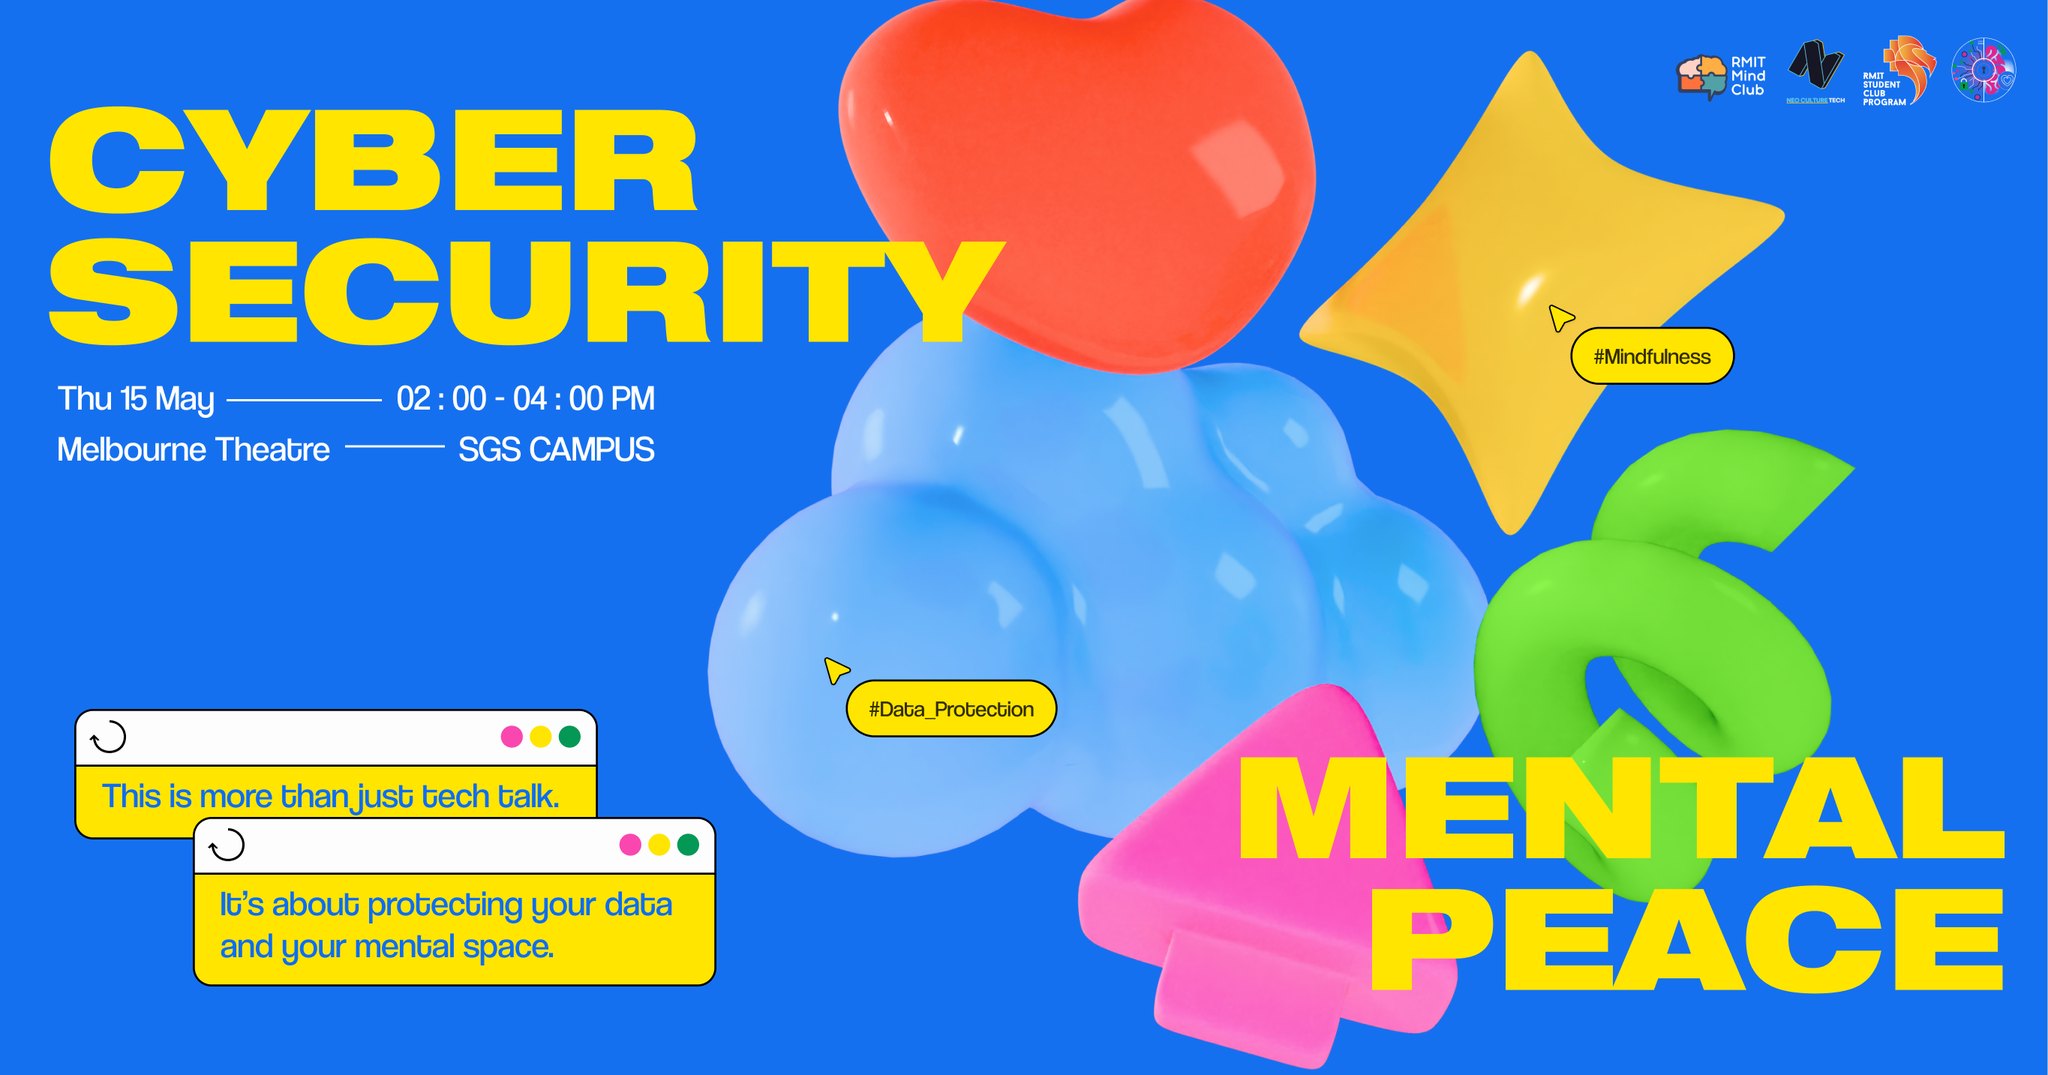 CYBER
SECURITY
Thu 15 May
02 : 00 - 04 : 00 PM
Melbourne Theatre
SGS CAMPUS
RMIT
Mind
Club
NEO CULTURE TECH
RMIT
STUDENT
CLUB
PROGRAM
#Mindfulness
#Data_Protection
This is more than just tech talk.
It's about protecting your data
and your mental space.
MENTAL
PEACE